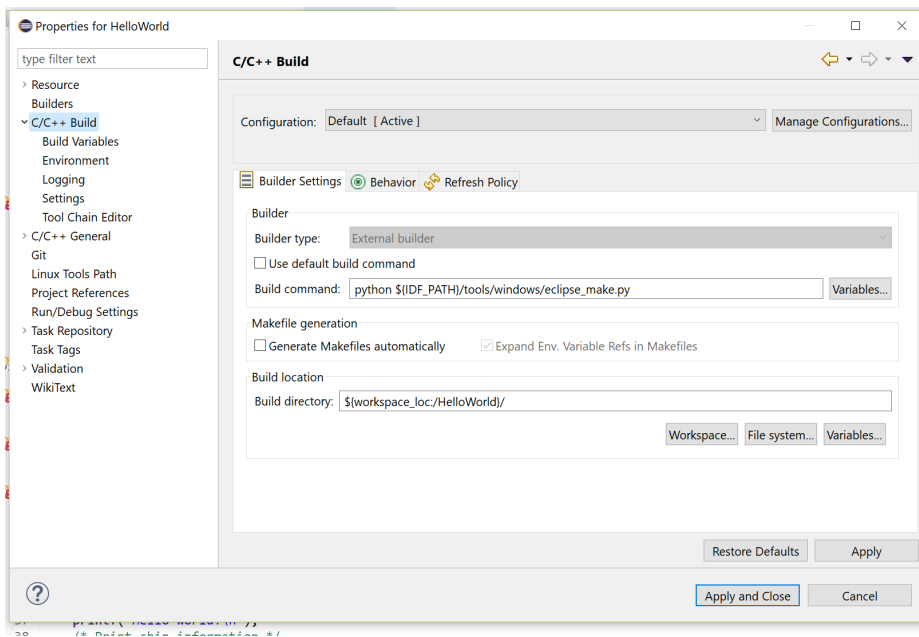 Properties for HelloWorld
type filter text
Resource
Builders
C/C++ Build
Build Variables
Environment
Logging
Settings
Tool Chain Editor
C/C++ General
Git
Linux Tools Path
Project References
Run/Debug Settings
Task Repository
Task Tags
Validation
WikiText
C/C++ Build
Configuration: Default [ Active ] Manage Configurations...
Builder Settings Behavior Refresh Policy
Builder
Builder type: External builder
Use default build command
Build command: python ${IDF_PATH}/tools/windows/eclipse_make.py Variables...
Makefile generation
Generate Makefiles automatically Expand Env. Variable Refs in Makefiles
Build location
Build directory: ${workspace_loc:/HelloWorld}/
Workspace... File system... Variables...
Restore Defaults Apply
? Apply and Close Cancel
38 /* Print chip information */